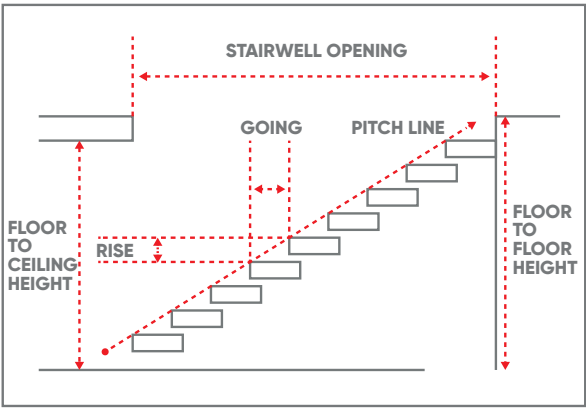 STAIRWELL OPENING
GOING
PITCH LINE
RISE
FLOOR
TO
CEILING
HEIGHT
FLOOR
TO
FLOOR
HEIGHT